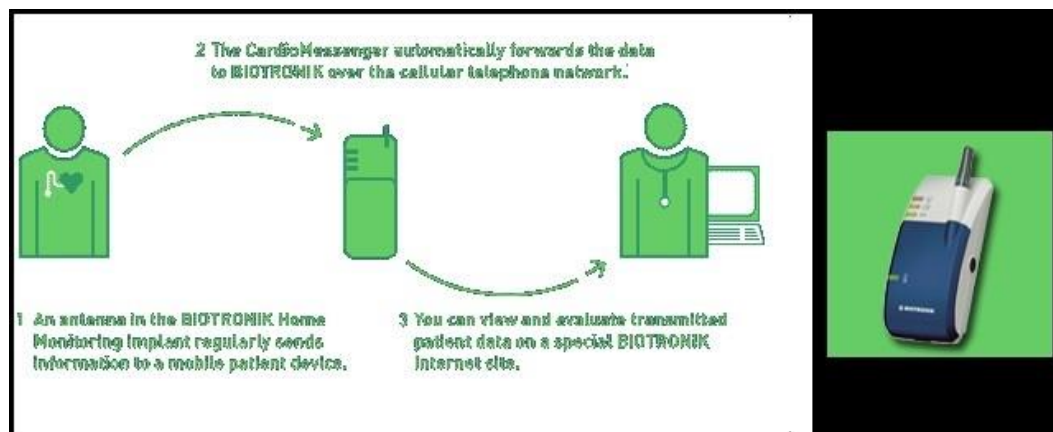 2 The CardioMessenger automatically forwards the data
to BIOTRONIK over the cellular telephone network.
1 An antenna in the BIOTRONIK Home
Monitoring implant regularly sends
information to a mobile patient device.
3 You can view and evaluate transmitted
patient data on a special BIOTRONIK
Internet site.
BIOTRONIK